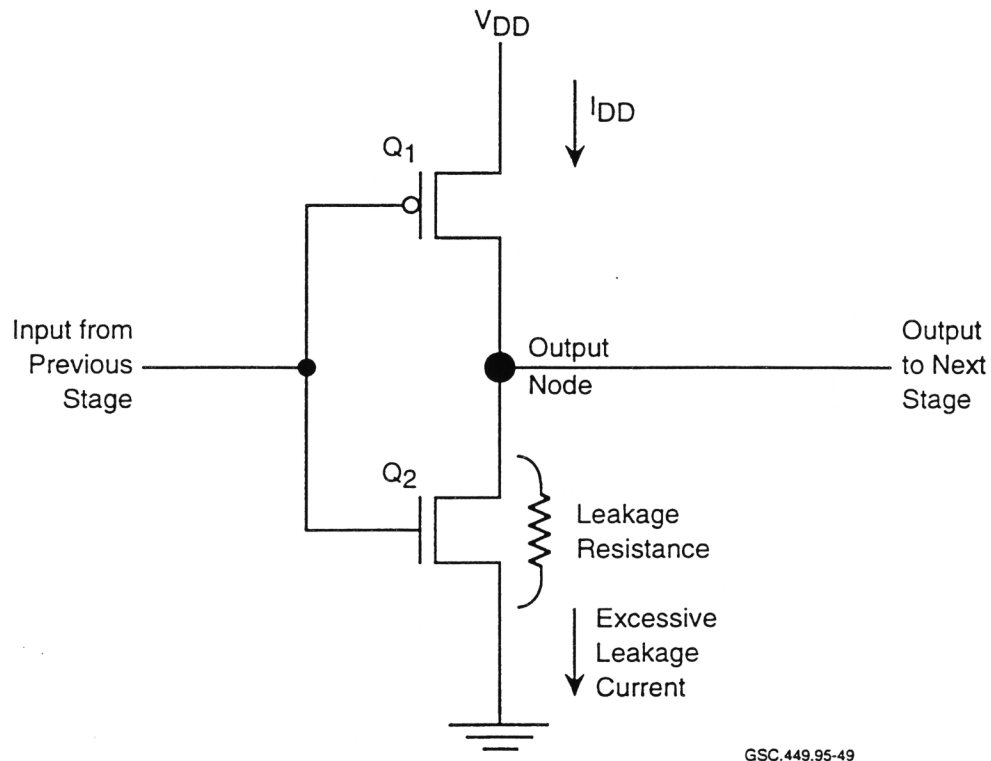 VDD
IDD
Q1
Input from
Previous
Stage
Output
Node
Output
to Next
Stage
Q2
Leakage
Resistance
Excessive
Leakage
Current
GSC.449.95-49